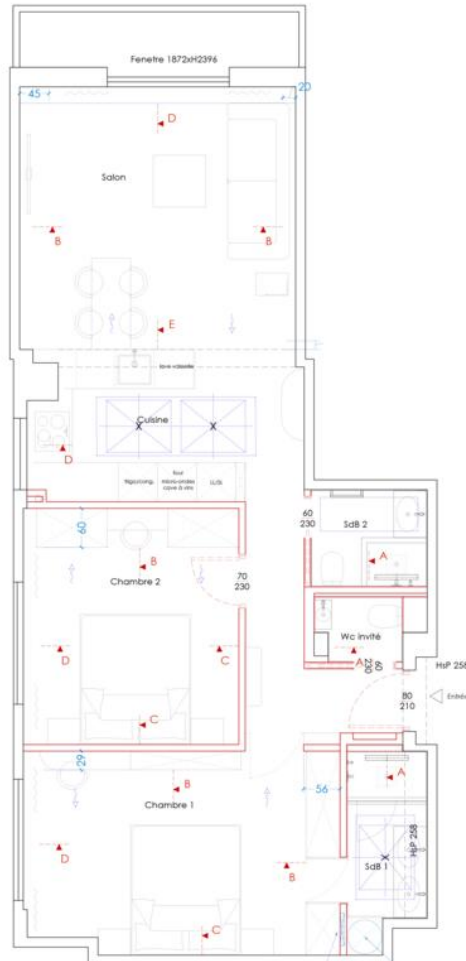 Fenetre 1872xH2396
45
20
D
Salon
B
B
E
lave vaisselle
Cuisine
X
X
D
frigo/cong.
four
micro-ondes
cave à vins
LL/SL
60
60
230
SdB 2
A
B
Chambre 2
70
230
Wc invité
D
C
A
60
230
HsP 258
80
210
Entrée
C
29
B
A
Chambre 1
56
HsP 258
D
B
X
SdB 1
C